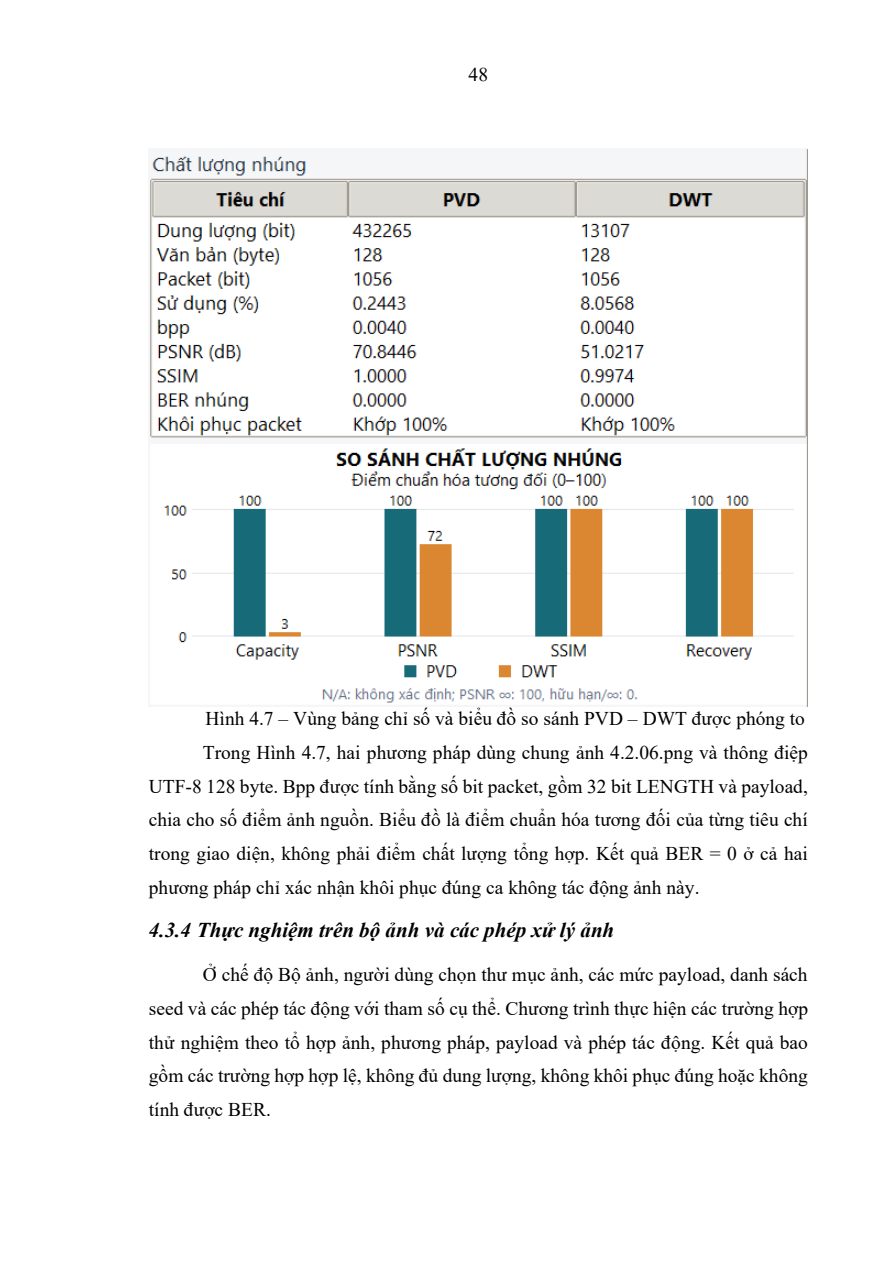 48
Chất lượng nhúng
Tiêu chí PVD DWT
Dung lượng (bit) 432265 13107
Văn bản (byte) 128 128
Packet (bit) 1056 1056
Sử dụng (%) 0.2443 8.0568
bpp 0.0040 0.0040
PSNR (dB) 70.8446 51.0217
SSIM 1.0000 0.9974
BER nhúng 0.0000 0.0000
Khôi phục packet Khớp 100% Khớp 100%
SO SÁNH CHẤT LƯỢNG NHÚNG
Điểm chuẩn hóa tương đối (0–100)
100 100 100 100 100 100
100
72
50
3
0
Capacity PSNR SSIM Recovery
PVD DWT
N/A: không xác định; PSNR ∞: 100, hữu hạn/∞: 0.
Hình 4.7 – Vùng bảng chỉ số và biểu đồ so sánh PVD – DWT được phóng to
Trong Hình 4.7, hai phương pháp dùng chung ảnh 4.2.06.png và thông điệp
UTF-8 128 byte. Bpp được tính bằng số bit packet, gồm 32 bit LENGTH và payload,
chia cho số điểm ảnh nguồn. Biểu đồ là điểm chuẩn hóa tương đối của từng tiêu chí
trong giao diện, không phải điểm chất lượng tổng hợp. Kết quả BER = 0 ở cả hai
phương pháp chỉ xác nhận khôi phục đúng ca không tác động ảnh này.
4.3.4 Thực nghiệm trên bộ ảnh và các phép xử lý ảnh
Ở chế độ Bộ ảnh, người dùng chọn thư mục ảnh, các mức payload, danh sách
seed và các phép tác động với tham số cụ thể. Chương trình thực hiện các trường hợp
thử nghiệm theo tổ hợp ảnh, phương pháp, payload và phép tác động. Kết quả bao
gồm các trường hợp hợp lệ, không đủ dung lượng, không khôi phục đúng hoặc không
tính được BER.